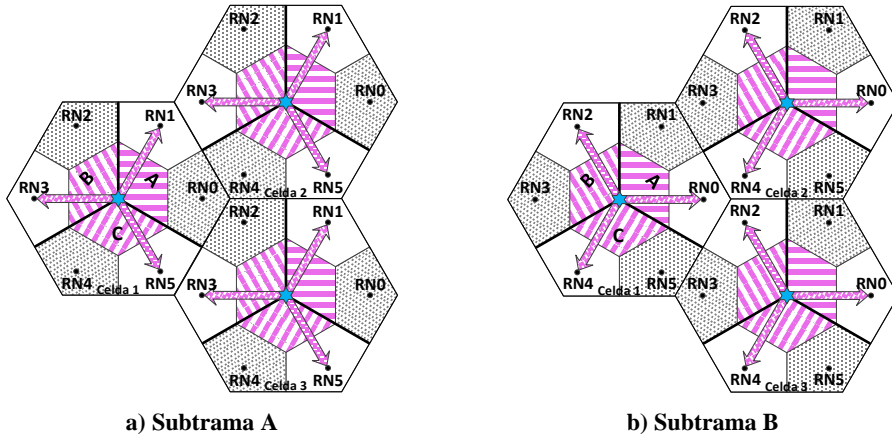 RN2
RN1
RN3
RN0
RN4
Celda 2
RN5
RN2
RN1
B
A
RN3
RN0
C
RN4
Celda 1
RN5
RN2
RN1
RN3
RN0
RN4
Celda 3
RN5
a) Subtrama A
RN2
RN1
RN3
RN0
RN4
Celda 2
RN5
RN2
RN1
B
A
RN3
RN0
C
RN4
Celda 1
RN5
RN2
RN1
RN3
RN0
RN4
Celda 3
RN5
b) Subtrama B